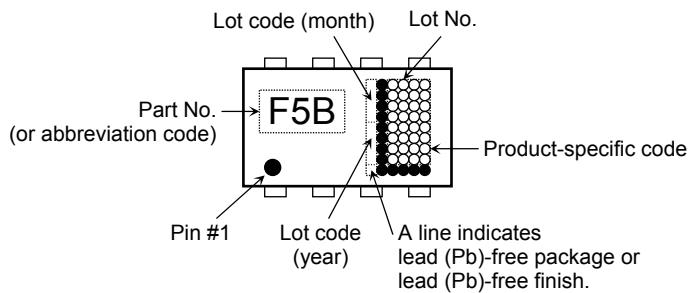 Lot code (month)
Lot No.
Part No.
(or abbreviation code)
F5B
Product-specific code
Pin #1
Lot code
(year)
A line indicates
lead (Pb)-free package or
lead (Pb)-free finish.